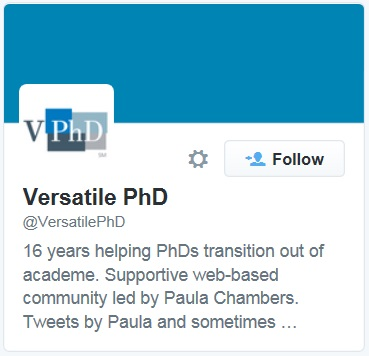 VPhD
SM
Follow
Versatile PhD
@VersatilePhD
16 years helping PhDs transition out of
academe. Supportive web-based
community led by Paula Chambers.
Tweets by Paula and sometimes …